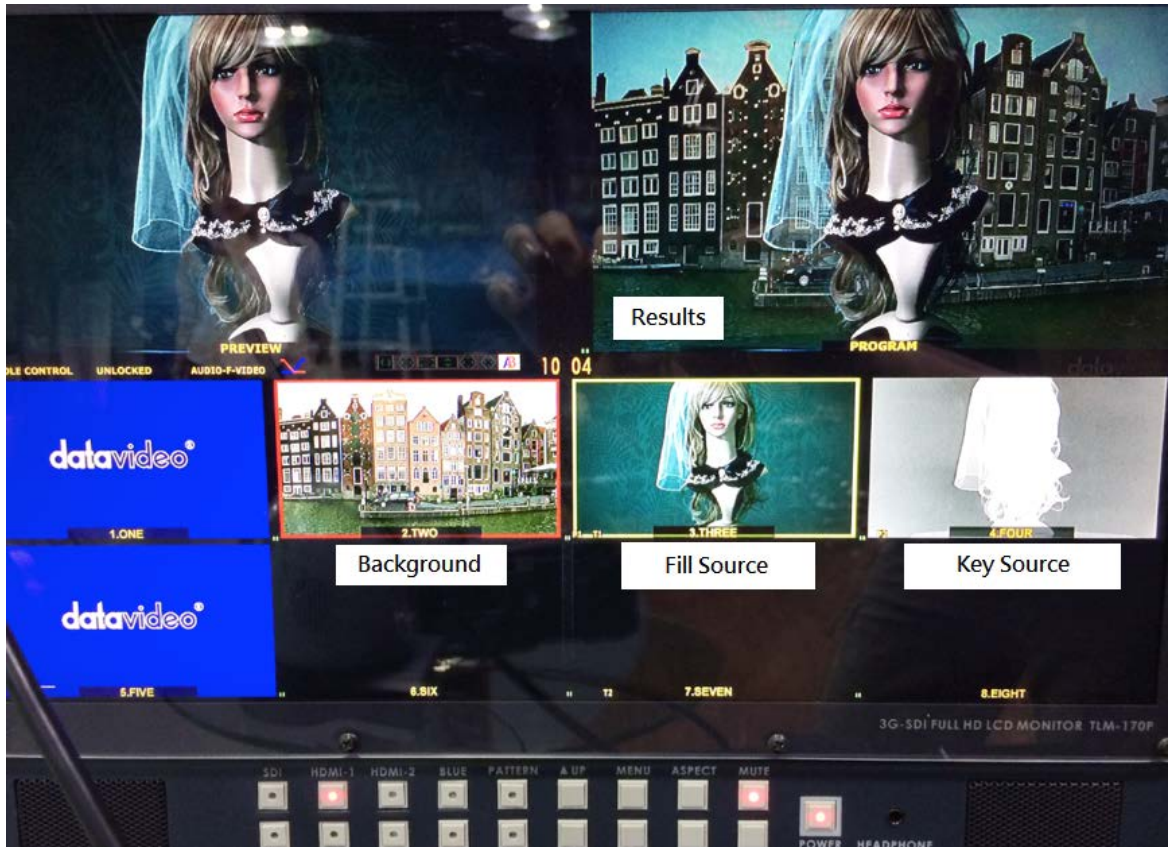 Results
PREVIEW
PROGRAM
OLE CONTROL UNLOCKED AUDIO-F-VIDEO AB 10 04
datavideo®
1.ONE
2.TWO
3.THREE
4.FOUR
Background
Fill Source
Key Source
datavideo®
5.FIVE
6.SIX
T2 7.SEVEN
8.EIGHT
3G-SDI FULL HD LCD MONITOR TLM-170P
SDI HDMI-1 HDMI-2 BLUE PATTERN A UP MENU ASPECT MUTE
POWER HEADPHONE